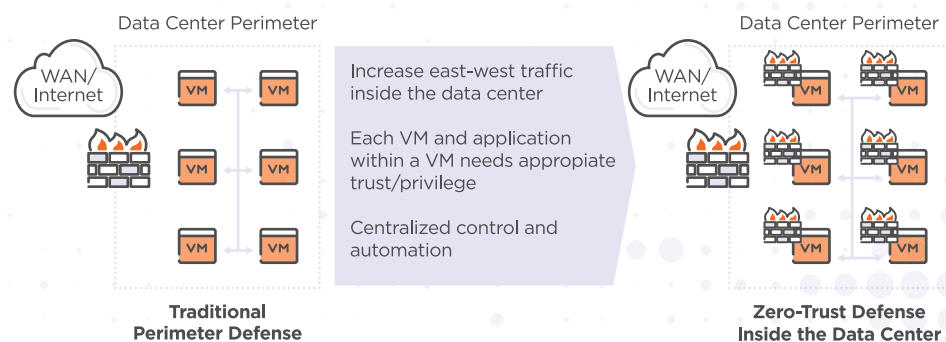 Data Center Perimeter
WAN/
Internet
VM
VM
VM
VM
VM
VM
Traditional
Perimeter Defense
Increase east-west traffic
inside the data center
Each VM and application
within a VM needs appropiate
trust/privilege
Centralized control and
automation
Data Center Perimeter
WAN/
Internet
VM
VM
VM
VM
VM
VM
Zero-Trust Defense
Inside the Data Center